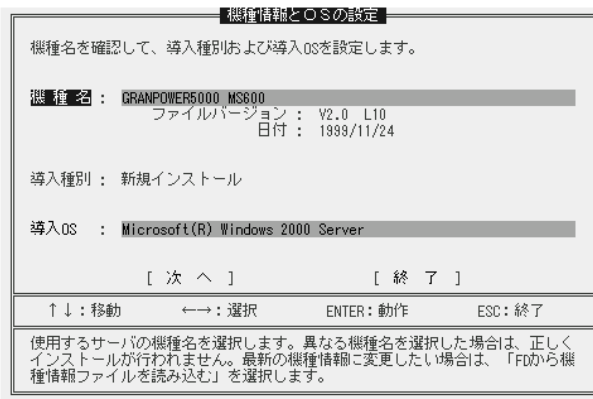 機種情報とOSの設定
機種名を確認して、導入種別および導入OSを設定します。
機 種 名 : GRANPOWER5000 MS600
ファイルバージョン : V2.0 L10
日付 : 1999/11/24
導入種別 : 新規インストール
導入OS : Microsoft(R) Windows 2000 Server
[ 次 へ ] [ 終 了 ]
↑↓:移動 ←→:選択 ENTER:動作 ESC:終了
使用するサーバの機種名を選択します。異なる機種名を選択した場合は、正しく
インストールが行われません。最新の機種情報に変更したい場合は、「FDから機
種情報ファイルを読み込む」を選択します。